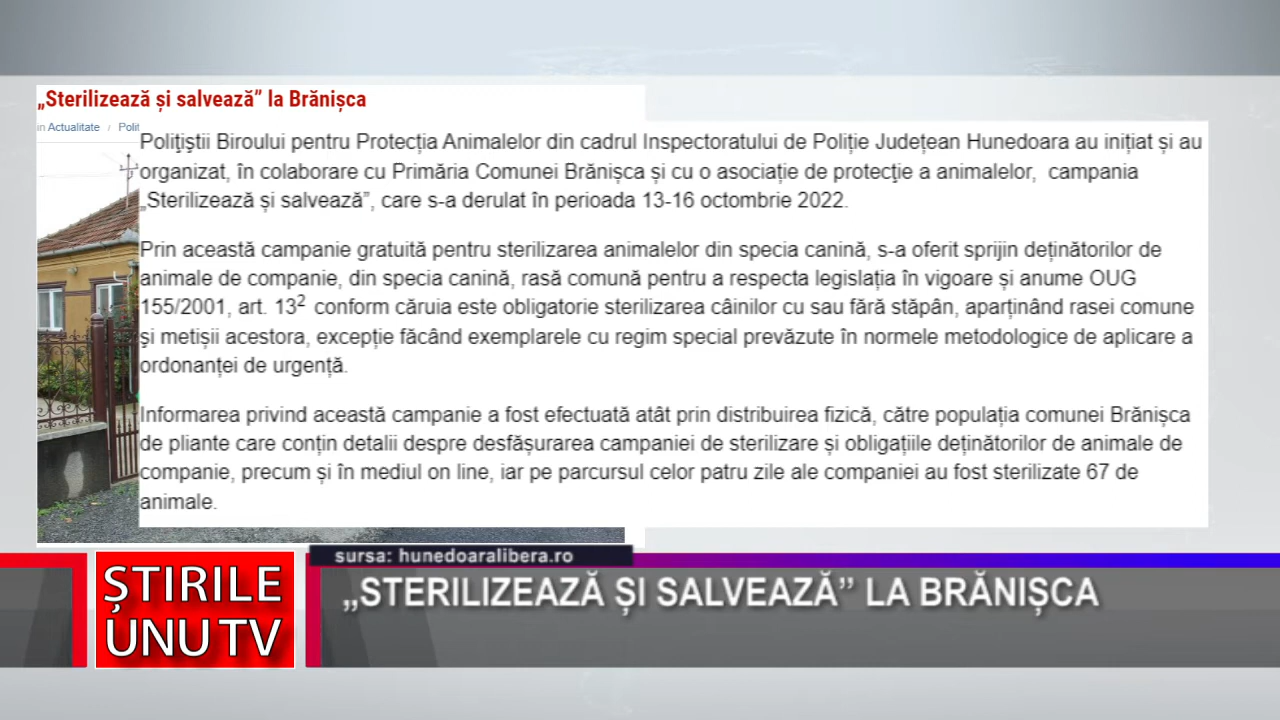 „Sterilizează și salvează” la Brănișca
in Actualitate / Polit
Poliţiştii Biroului pentru Protecția Animalelor din cadrul Inspectoratului de Poliție Județean Hunedoara au inițiat și au
organizat, în colaborare cu Primăria Comunei Brănișca și cu o asociație de protecţie a animalelor, campania
„Sterilizează și salvează”, care s-a derulat în perioada 13-16 octombrie 2022.
Prin această campanie gratuită pentru sterilizarea animalelor din specia canină, s-a oferit sprijin deținătorilor de
animale de companie, din specia canină, rasă comună pentru a respecta legislația în vigoare și anume OUG
155/2001, art. 13² conform căruia este obligatorie sterilizarea câinilor cu sau fără stăpân, aparținând rasei comune
şi metișii acestora, excepție făcând exemplarele cu regim special prevăzute în normele metodologice de aplicare a
ordonanței de urgență.
Informarea privind această campanie a fost efectuată atât prin distribuirea fizică, către populația comunei Brănișca
de pliante care conțin detalii despre desfășurarea campaniei de sterilizare și obligațiile deținătorilor de animale de
companie, precum și în mediul on line, iar pe parcursul celor patru zile ale companiei au fost sterilizate 67 de
animale.
sursa: hunedoaralibera.ro
„STERILIZEAZĂ ȘI SALVEAZĂ” LA BRĂNIȘCA
ȘTIRILE
UNU TV